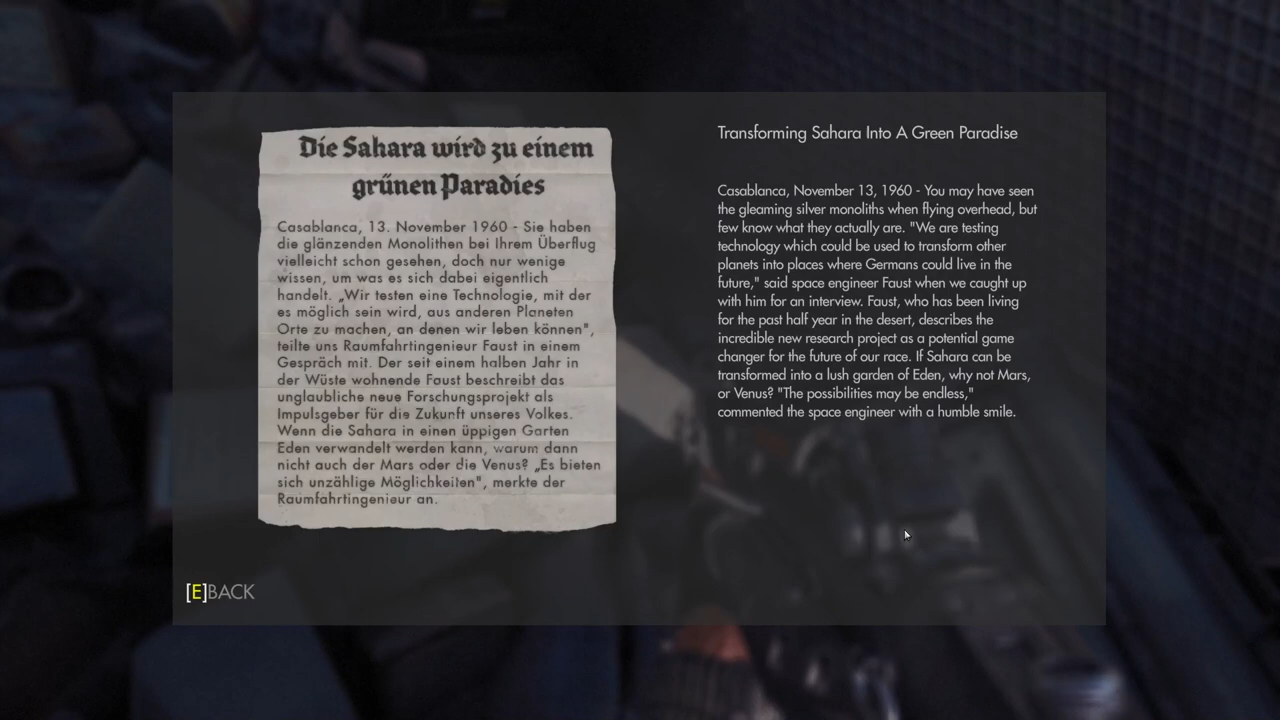 Die Sahara wird zu einem
grünen Paradies
Casablanca, 13. November 1960 - Sie haben
die glänzenden Monolithen bei Ihrem Überflug
vielleicht schon gesehen, doch nur wenige
wissen, um was es sich dabei eigentlich
handelt. „Wir testen eine Technologie, mit der
es möglich sein wird, aus anderen Planeten
Orte zu machen, an denen wir leben können",
teilte uns Raumfahrtingenieur Faust in einem
Gespräch mit. Der seit einem halben Jahr in
der Wüste wohnende Faust beschreibt das
unglaubliche neue Forschungsprojekt als
Impulsgeber für die Zukunft unseres Volkes.
Wenn die Sahara in einen üppigen Garten
Eden verwandelt werden kann, warum dann
nicht auch der Mars oder die Venus? „Es bieten
sich unzählige Möglichkeiten", merkte der
Raumfahrtingenieur an.
Transforming Sahara Into A Green Paradise
Casablanca, November 13, 1960 - You may have seen
the gleaming silver monoliths when flying overhead, but
few know what they actually are. "We are testing
technology which could be used to transform other
planets into places where Germans could live in the
future," said space engineer Faust when we caught up
with him for an interview. Faust, who has been living
for the past half year in the desert, describes the
incredible new research project as a potential game
changer for the future of our race. If Sahara can be
transformed into a lush garden of Eden, why not Mars,
or Venus? "The possibilities may be endless,"
commented the space engineer with a humble smile.
[E]BACK